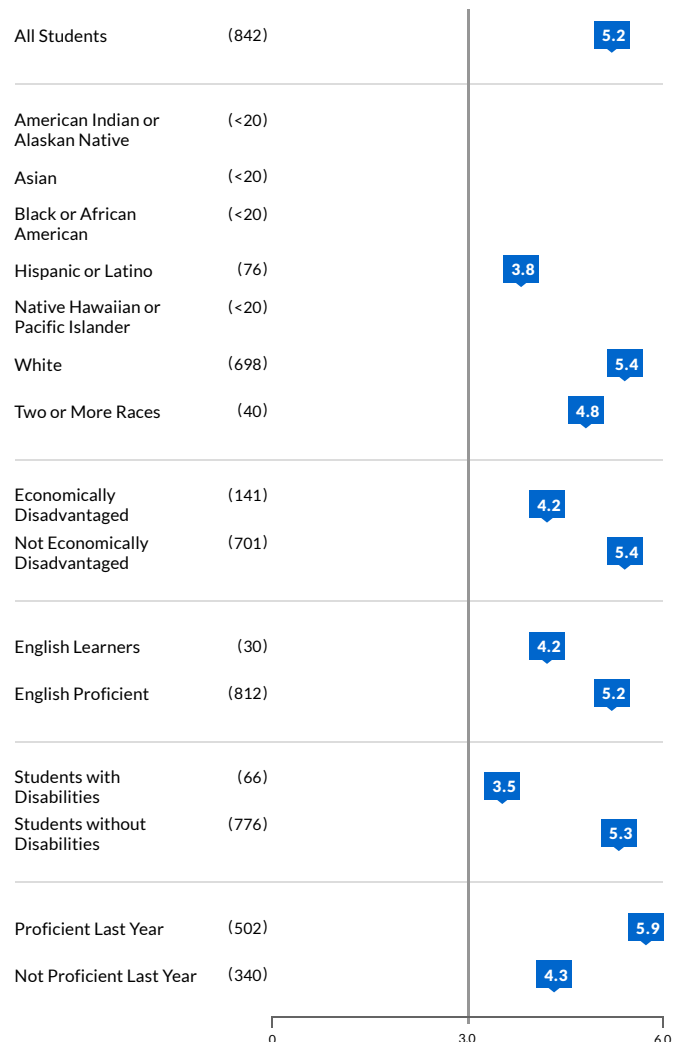 All Students (842) 5.2
American Indian or
Alaskan Native (<20)
Asian (<20)
Black or African
American (<20)
Hispanic or Latino (76) 3.8
Native Hawaiian or
Pacific Islander (<20)
White (698) 5.4
Two or More Races (40) 4.8
Economically
Disadvantaged (141) 4.2
Not Economically
Disadvantaged (701) 5.4
English Learners (30) 4.2
English Proficient (812) 5.2
Students with
Disabilities (66) 3.5
Students without
Disabilities (776) 5.3
Proficient Last Year (502) 5.9
Not Proficient Last Year (340) 4.3
0 3.0 6.0